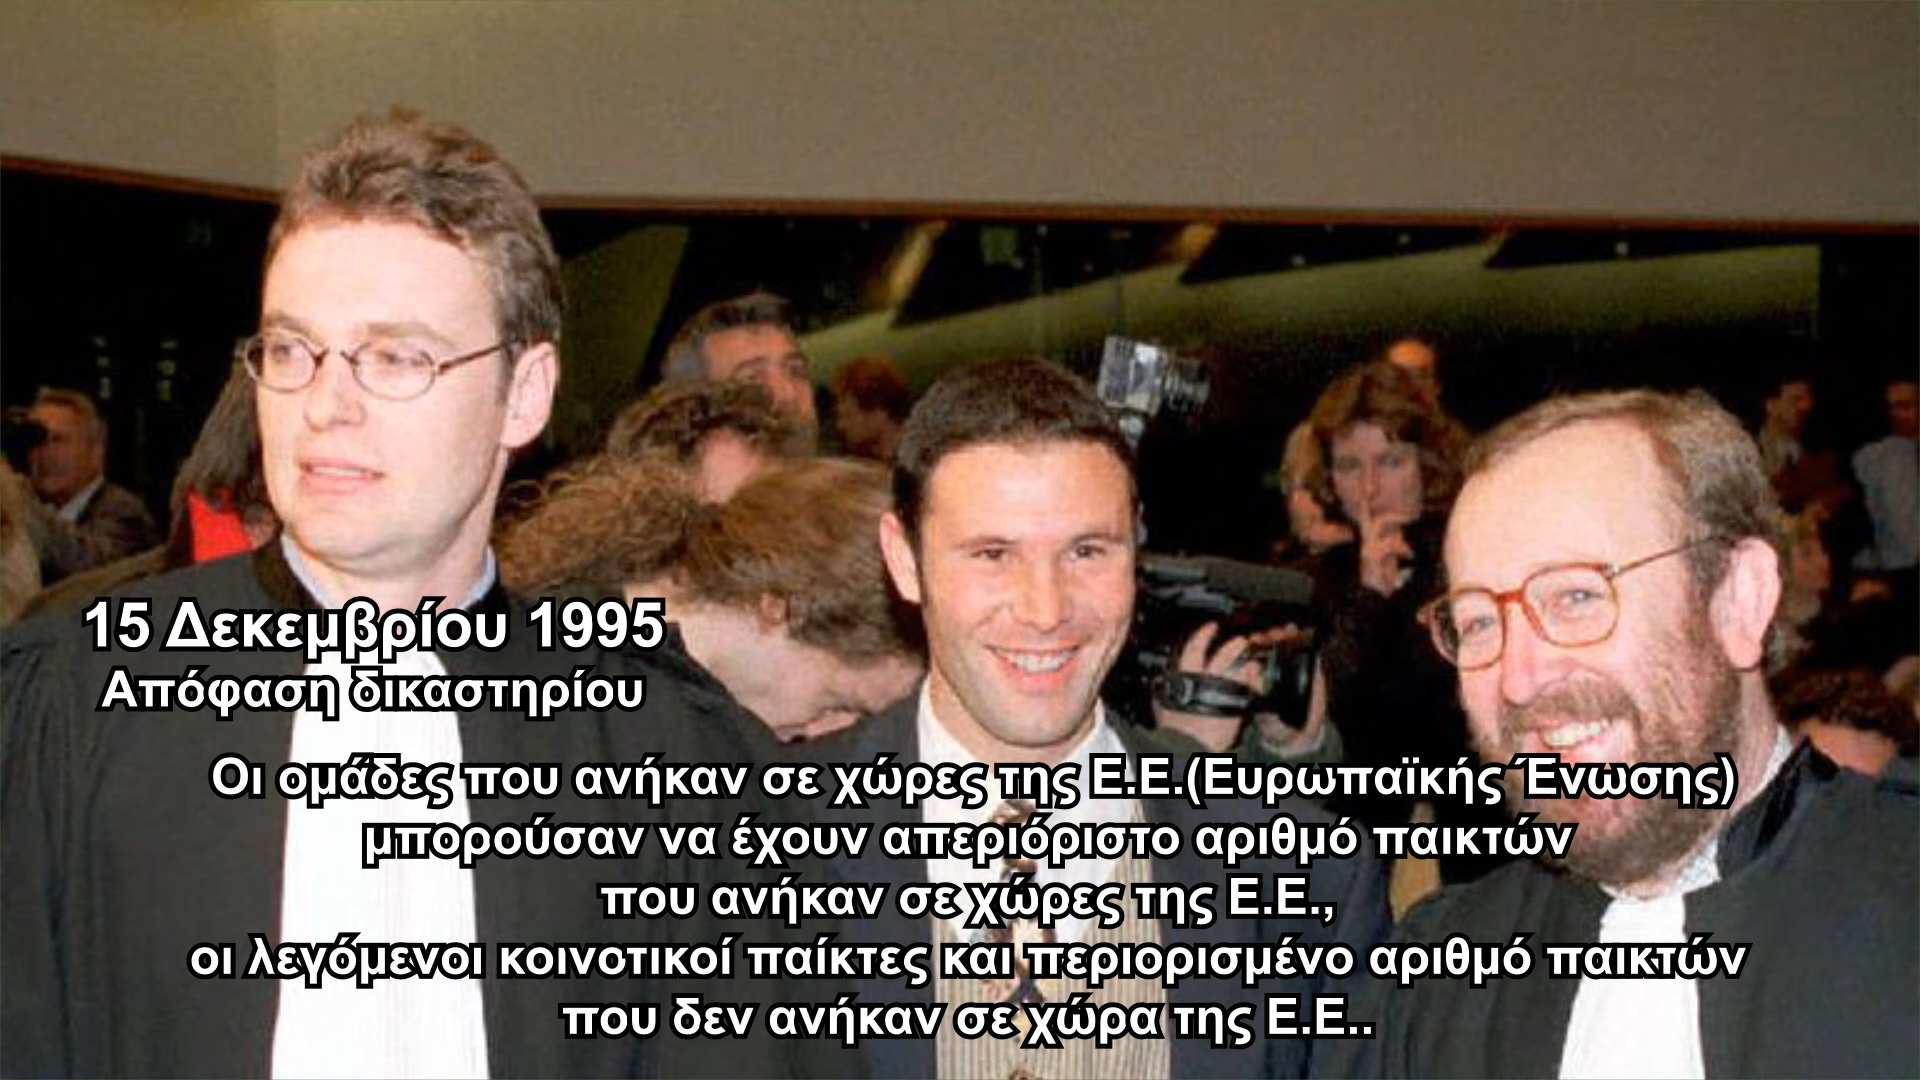 15 Δεκεμβρίου 1995
Απόφαση δικαστηρίου
Οι ομάδες που ανήκαν σε χώρες της Ε.Ε.(Ευρωπαϊκής Ένωσης)
μπορούσαν να έχουν απεριόριστο αριθμό παικτών
που ανήκαν σε χώρες της Ε.Ε.,
οι λεγόμενοι κοινοτικοί παίκτες και περιορισμένο αριθμό παικτών
που δεν ανήκαν σε χώρα της Ε.Ε..